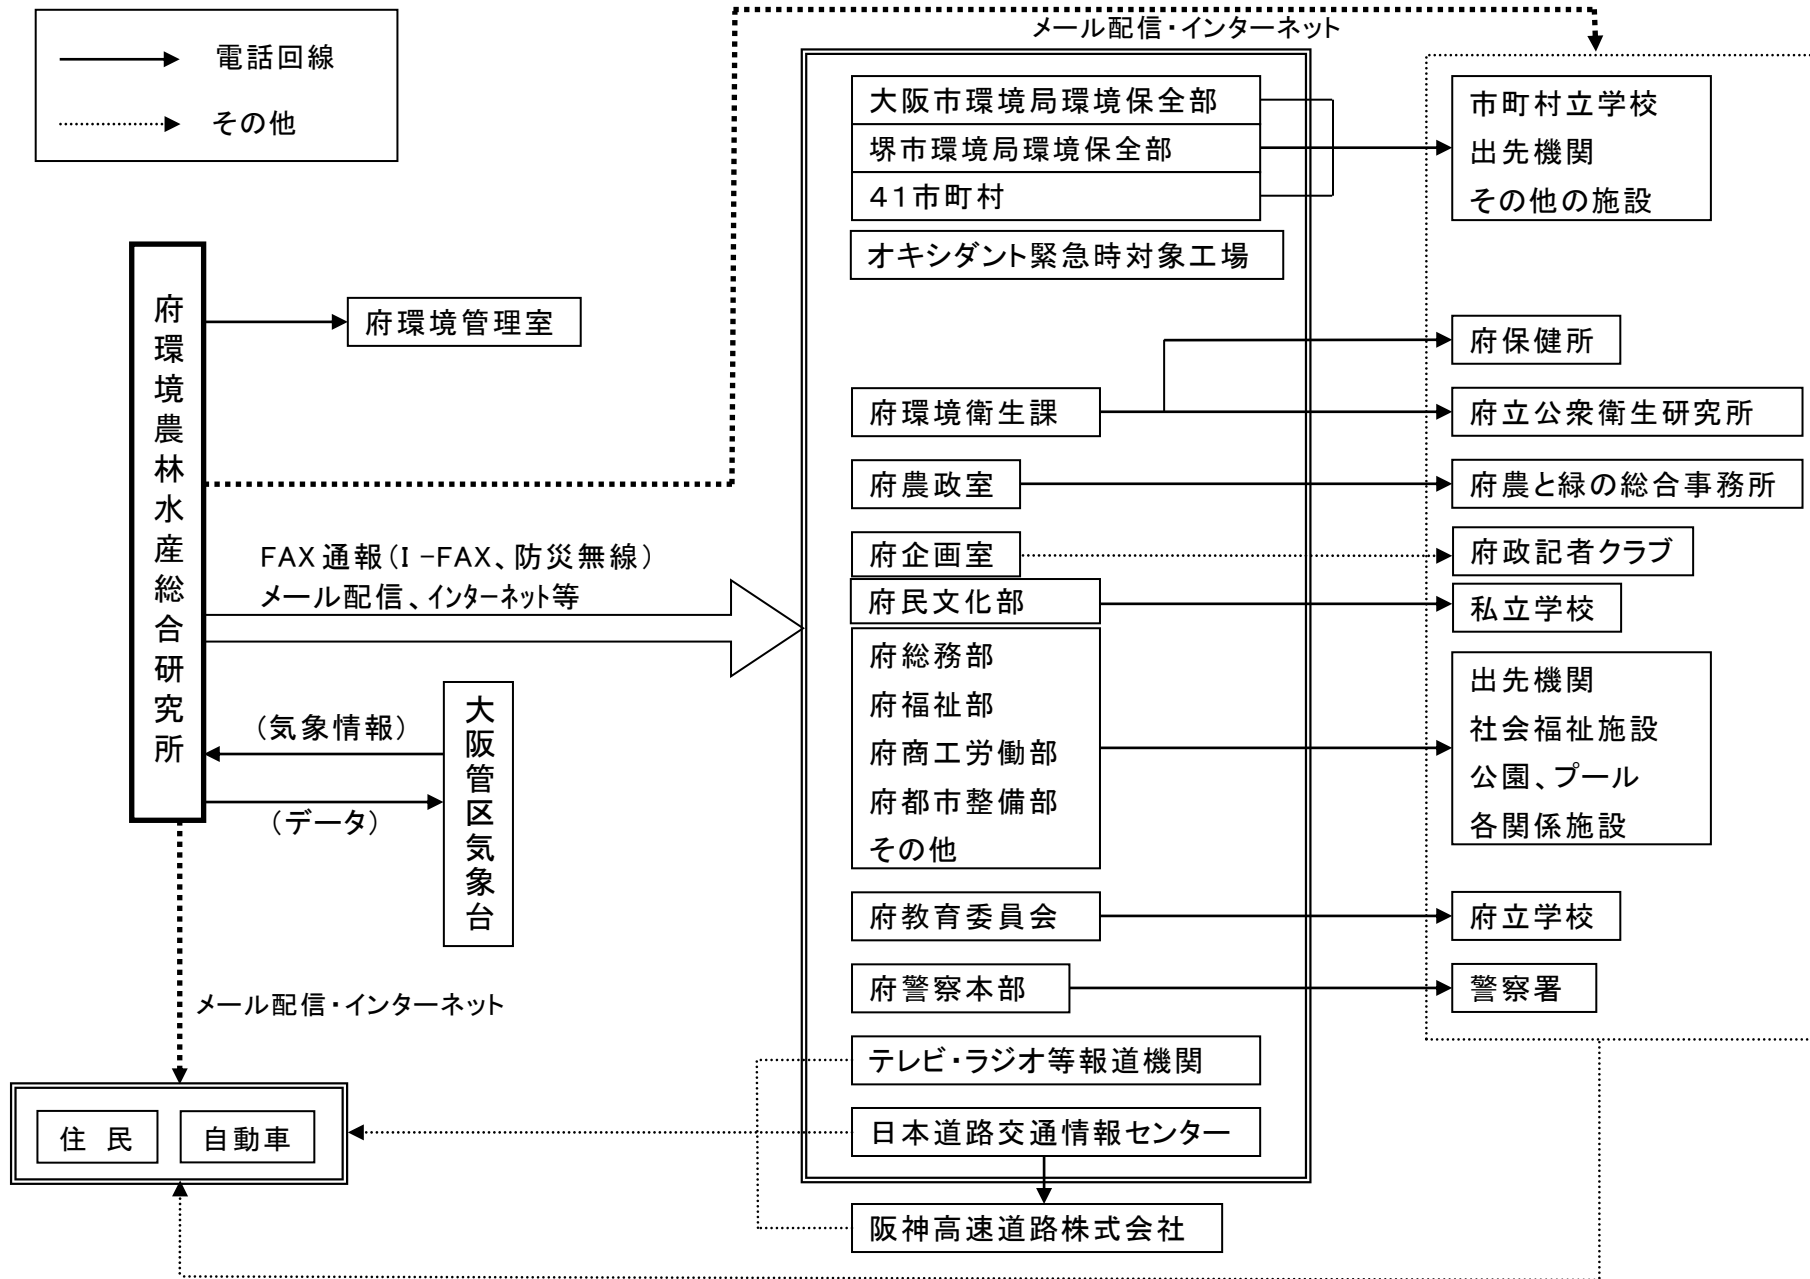 電話回線
その他
メール配信・インターネット
大阪市環境局環境保全部
堺市環境局環境保全部
41市町村
オキシダント緊急時対象工場
市町村立学校
出先機関
その他の施設
府環境農林水産総合研究所
府環境管理室
府保健所
府環境衛生課
府立公衆衛生研究所
府農政室
府農と緑の総合事務所
FAX通報(I-FAX、防災無線)
メール配信、インターネット等
府企画室
府政記者クラブ
府民文化部
私立学校
府総務部
府福祉部
府商工労働部
府都市整備部
その他
出先機関
社会福祉施設
公園、プール
各関係施設
(気象情報)
(データ)
大阪管区気象台
府教育委員会
府立学校
府警察本部
警察署
メール配信・インターネット
テレビ・ラジオ等報道機関
住 民
自動車
日本道路交通情報センター
阪神高速道路株式会社